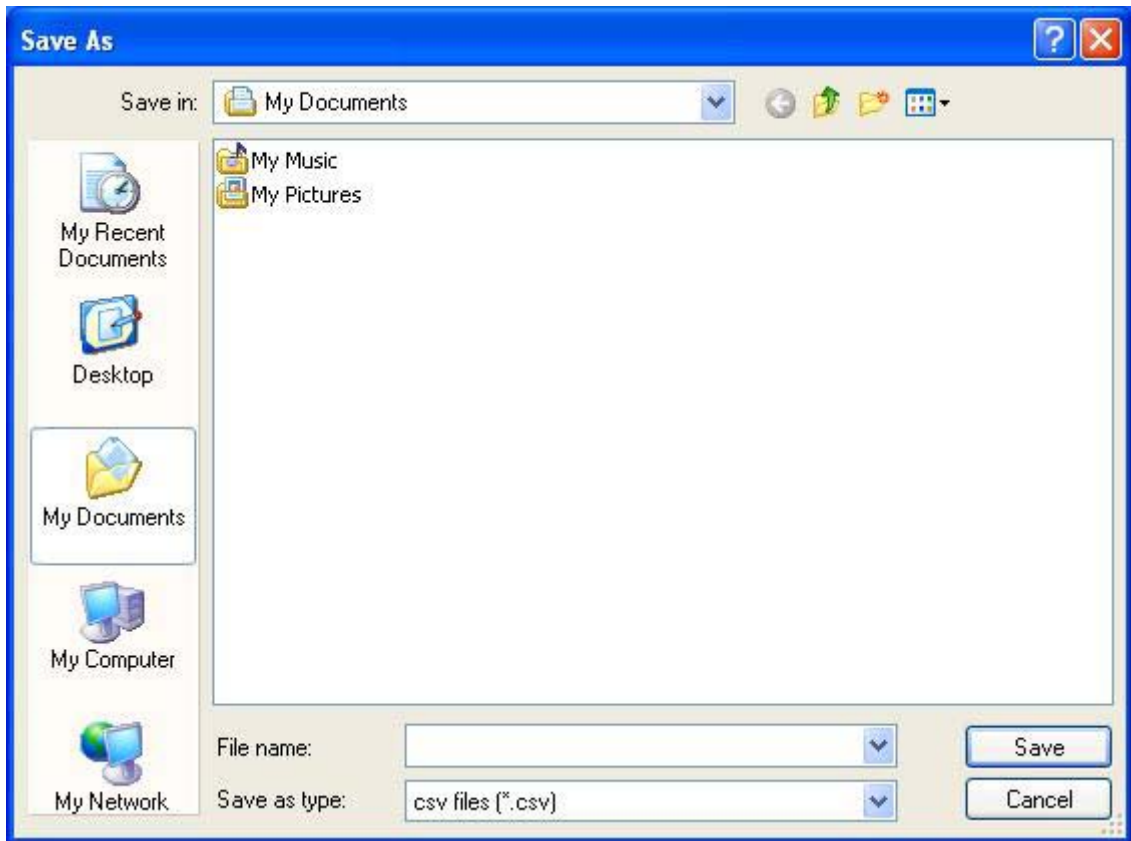 Save As
Save in:
My Documents
My Music
My Pictures
My Recent
Documents
Desktop
My Documents
My Computer
My Network
File name:
Save
Save as type:
csv files (*.csv)
Cancel